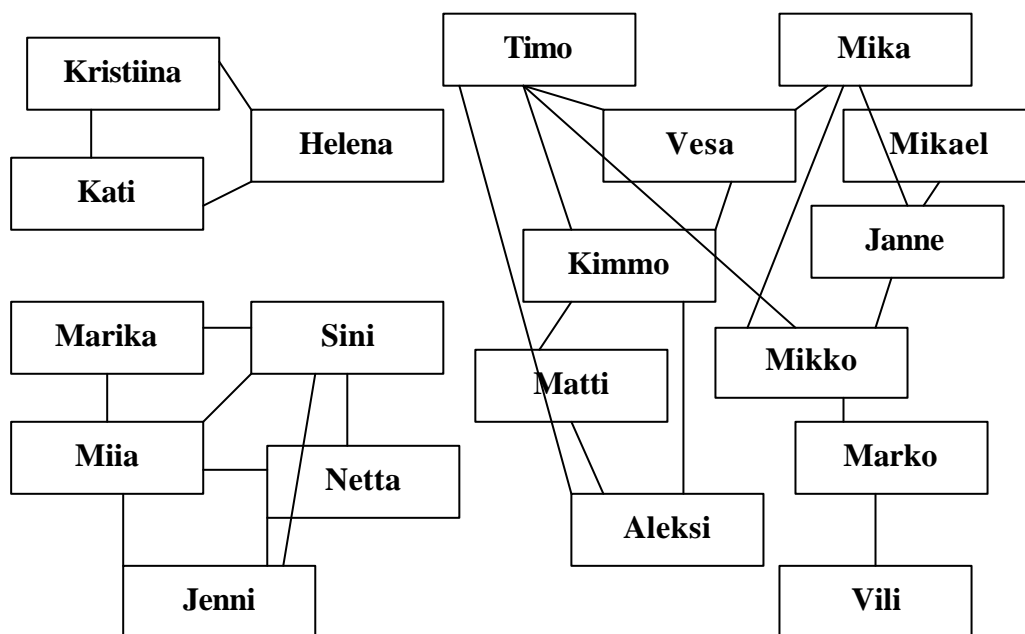 Timo
Mika
Kristiina
Helena
Vesa
Mikael
Kati
Janne
Kimmo
Marika
Sini
Mikko
Matti
Miia
Netta
Marko
Aleksi
Jenni
Vili